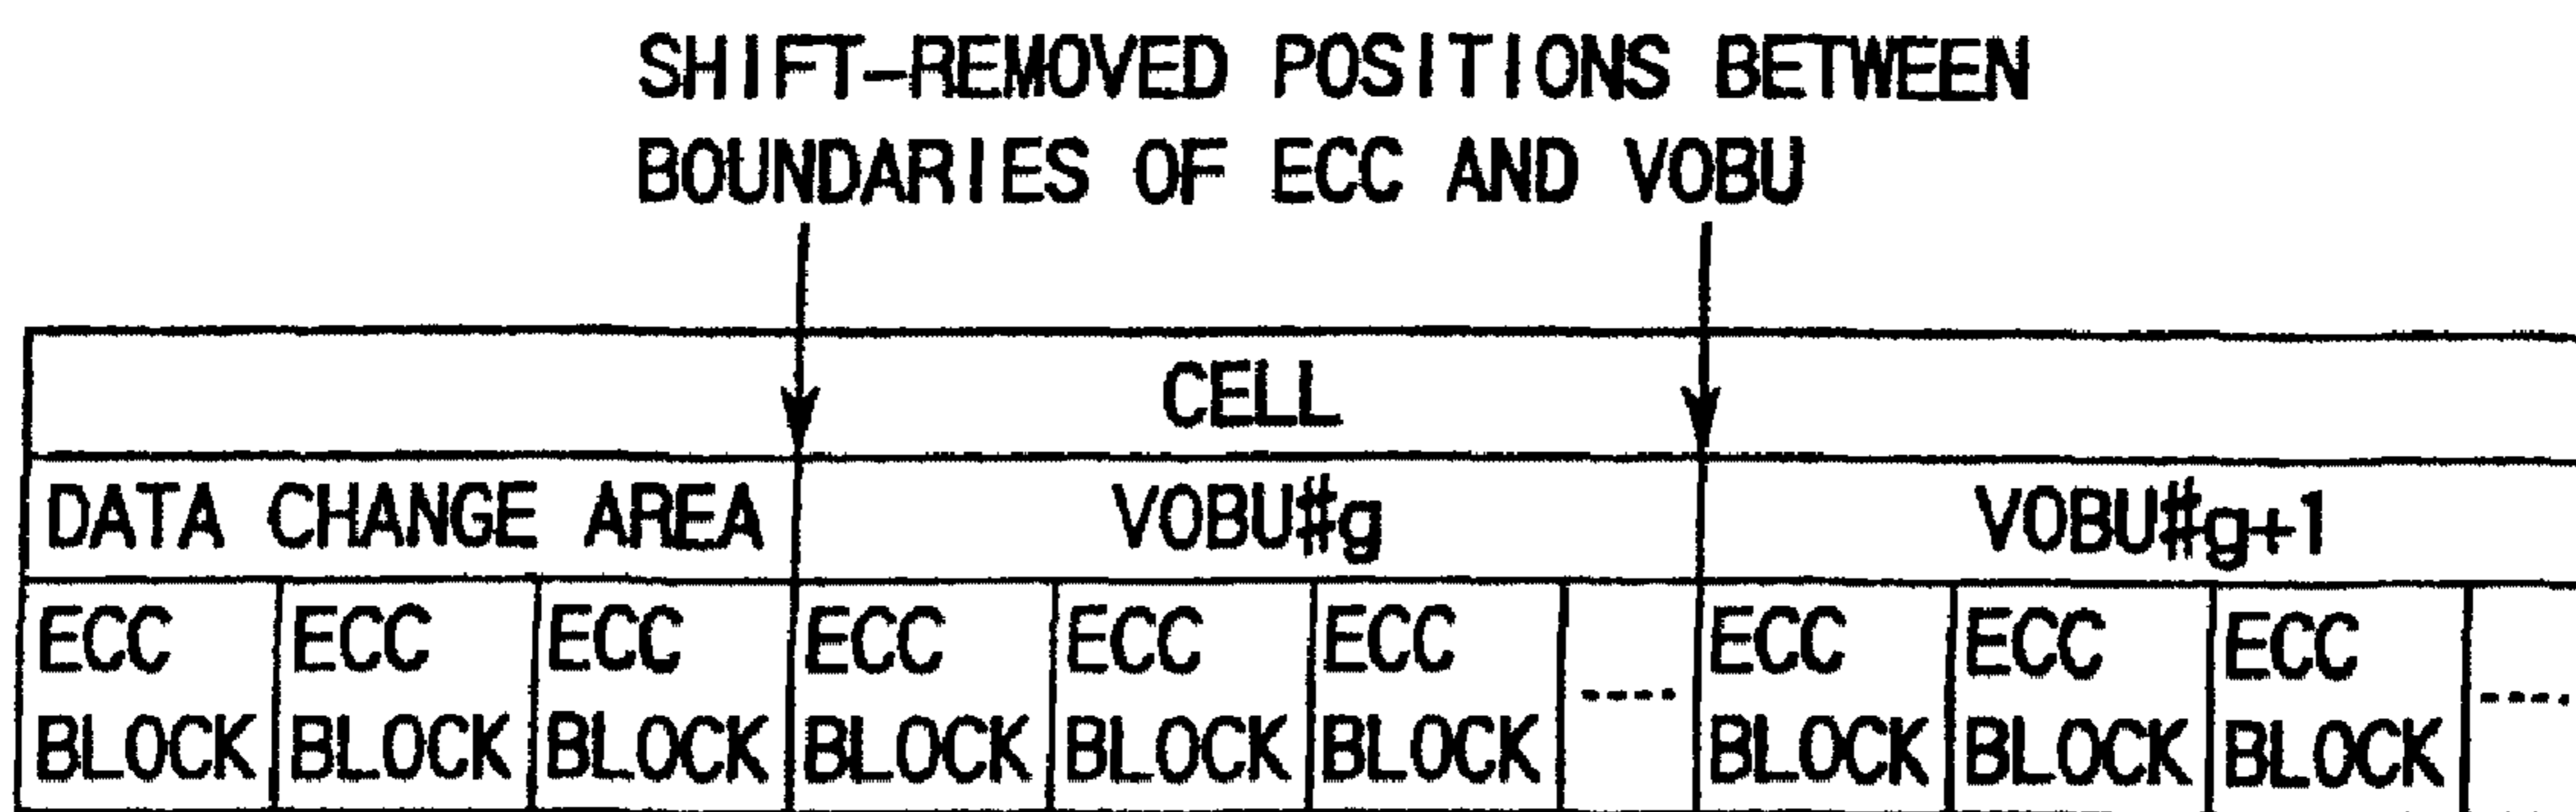 SHIFT-REMOVED POSITIONS BETWEEN
BOUNDARIES OF ECC AND VOBU
CELL
DATA CHANGE AREA VOBU#g VOBU#g+1
ECC ECC ECC ECC ECC ECC ECC ECC ECC
BLOCK BLOCK BLOCK BLOCK BLOCK BLOCK ---- BLOCK BLOCK BLOCK ----